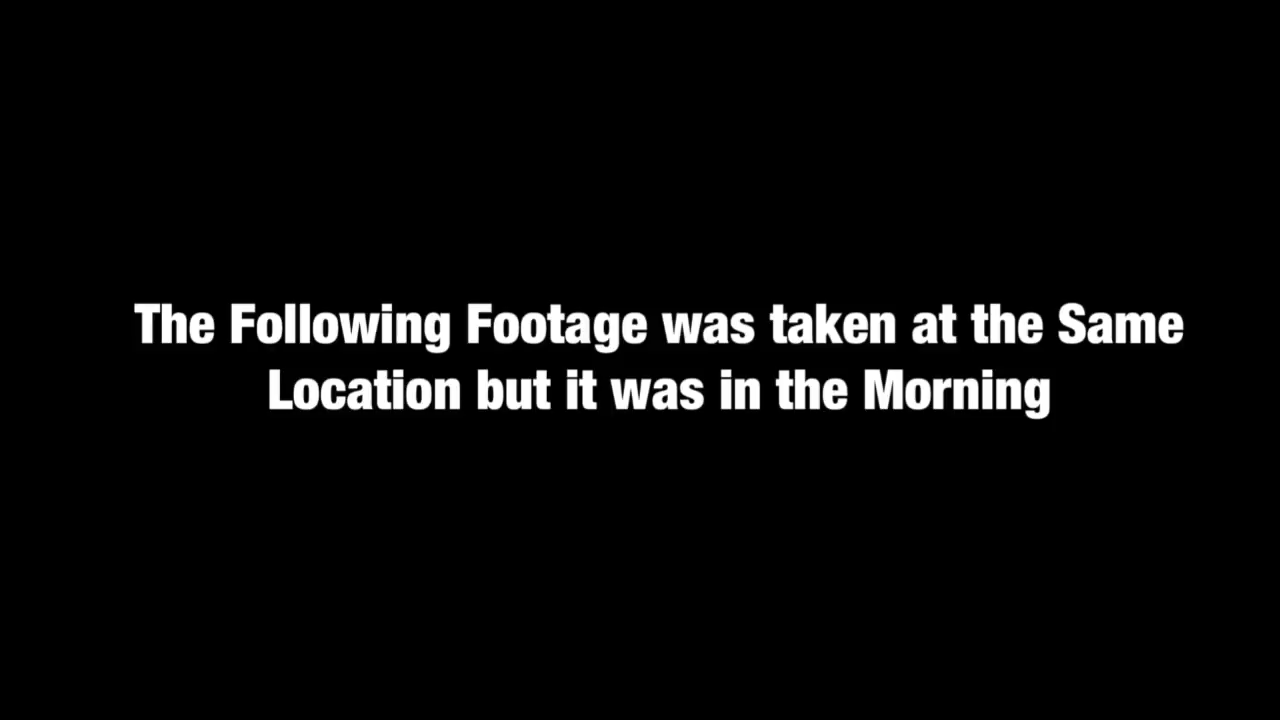 The Following Footage was taken at the Same
Location but it was in the Morning